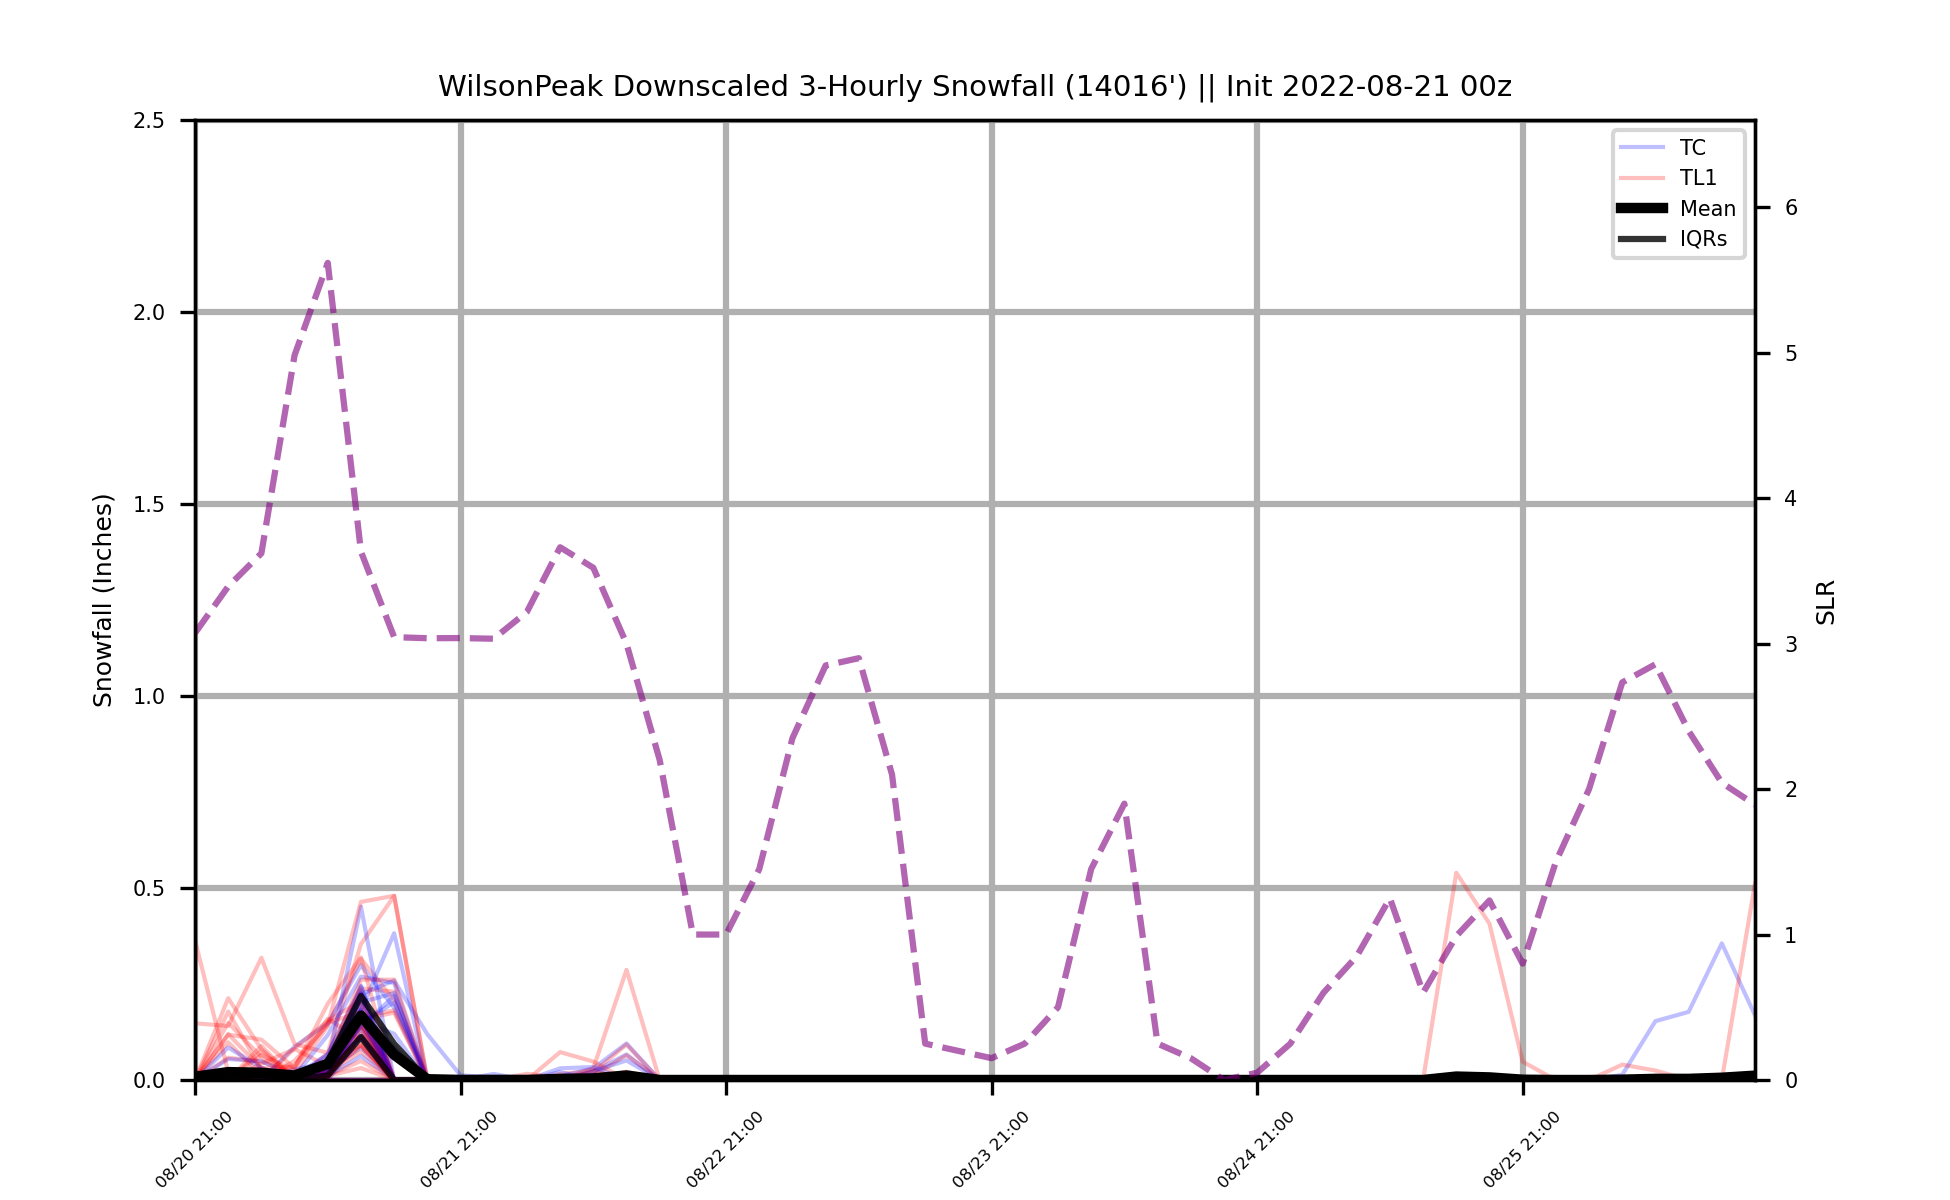 WilsonPeak Downscaled 3-Hourly Snowfall (14016') || Init 2022-08-21 00z
2.5
2.0
1.5
1.0
0.5
0.0
Snowfall (Inches)
TC
TL1
Mean
IQRs
6
5
4
3
2
1
0
SLR
08/20 21:00
08/21 21:00
08/22 21:00
08/23 21:00
08/24 21:00
08/25 21:00